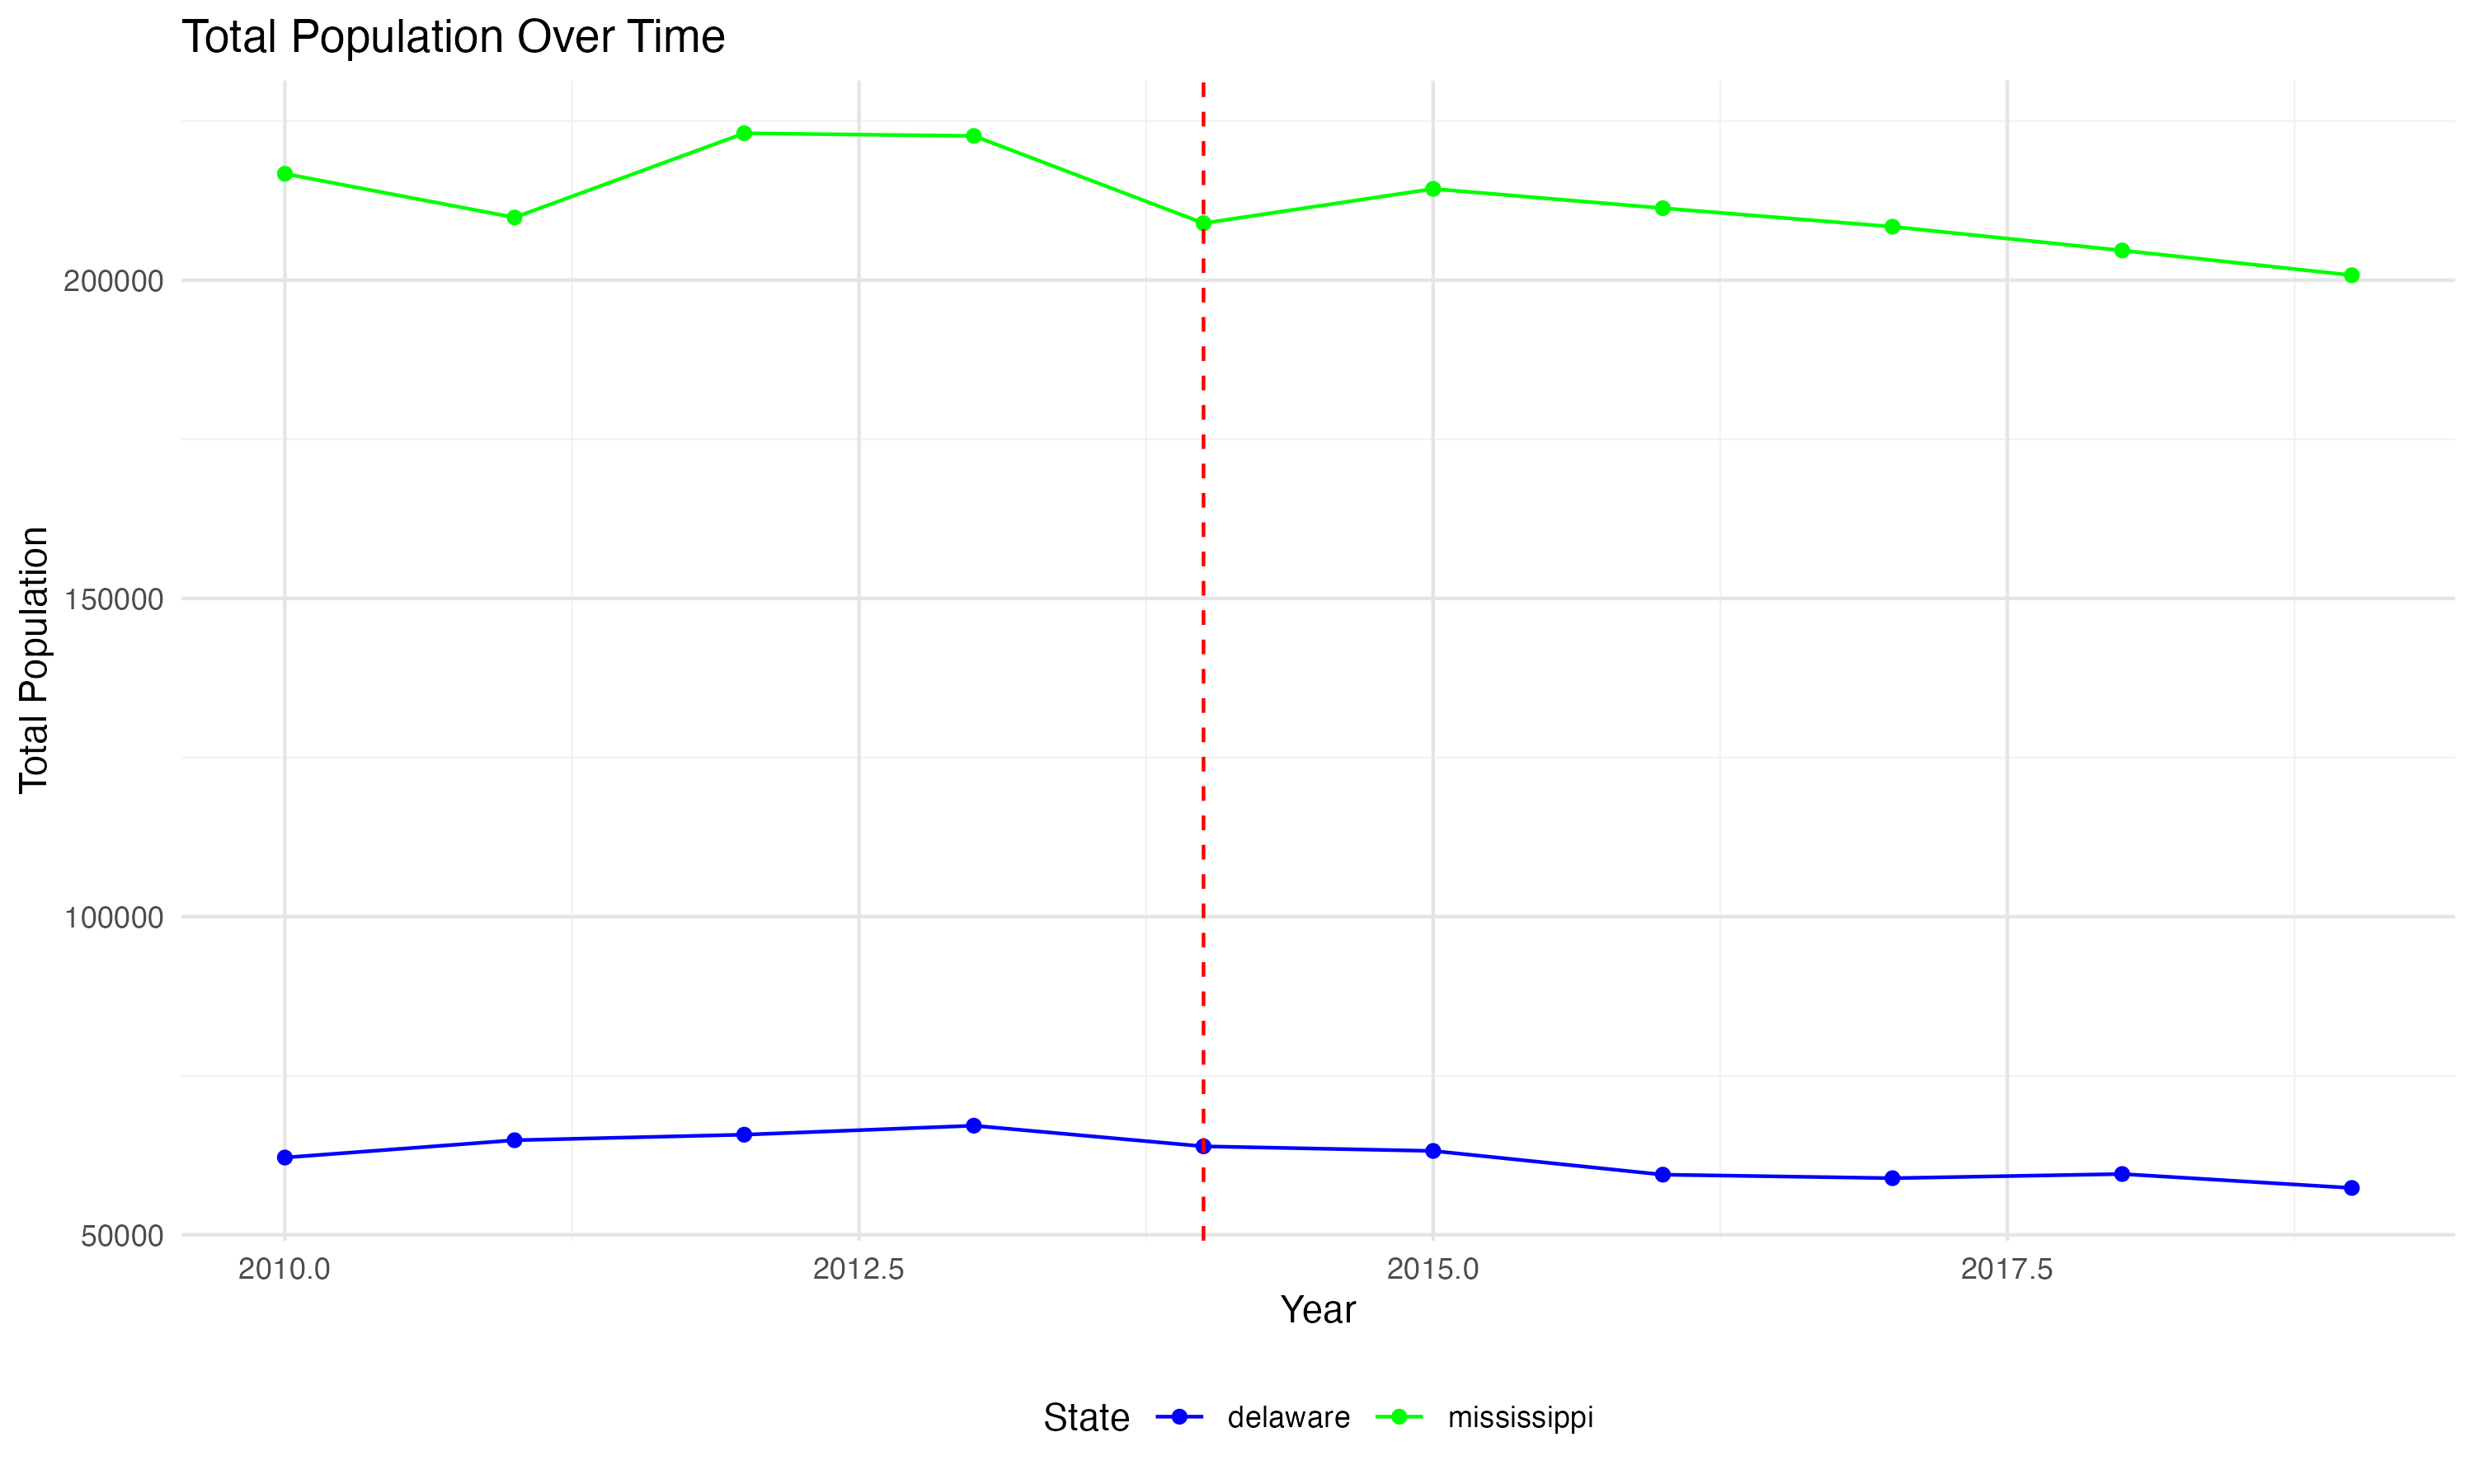 Total Population Over Time
Total Population
200000
150000
100000
50000
2010.0 2012.5 2015.0 2017.5
Year
State delaware mississippi